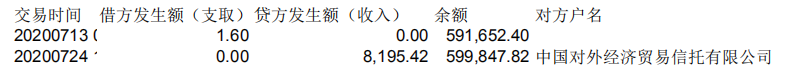 交易时间 借方发生额（支取）贷方发生额（收入） 余额 对方户名
20200713 1.60 0.00 591,652.40
20200724 0.00 8,195.42 599,847.82 中国对外经济贸易信托有限公司